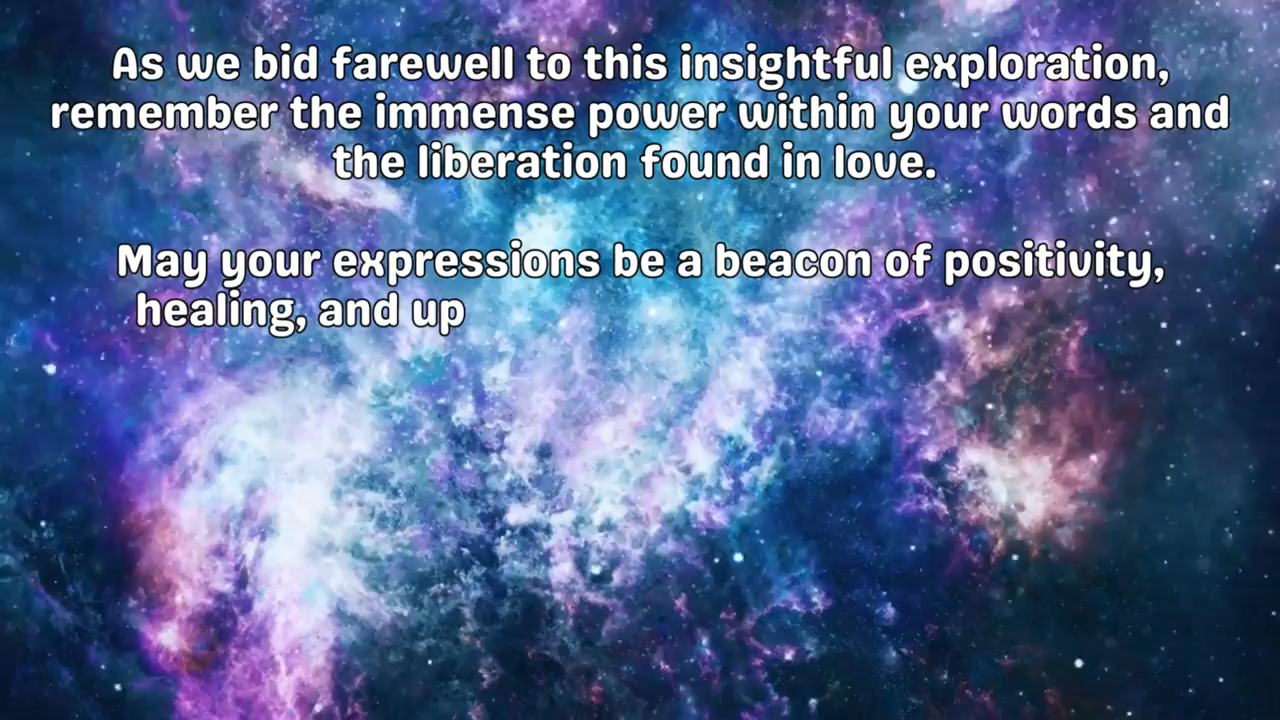 As we bid farewell to this insightful exploration,
remember the immense power within your words and
the liberation found in love.
May your expressions be a beacon of positivity,
healing, and up